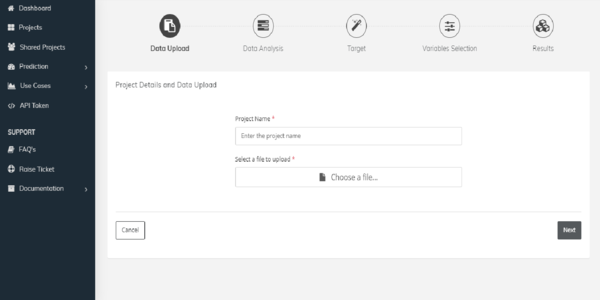 Dashboard
Projects
Shared Projects
Prediction
Use Cases
API Token
SUPPORT
FAQ's
Raise Ticket
Documentation
Data Upload
Data Analysis
Target
Variables Selection
Results
Project Details and Data Upload
Project Name *
Enter the project name
Select a file to upload *
Choose a file...
Cancel
Next